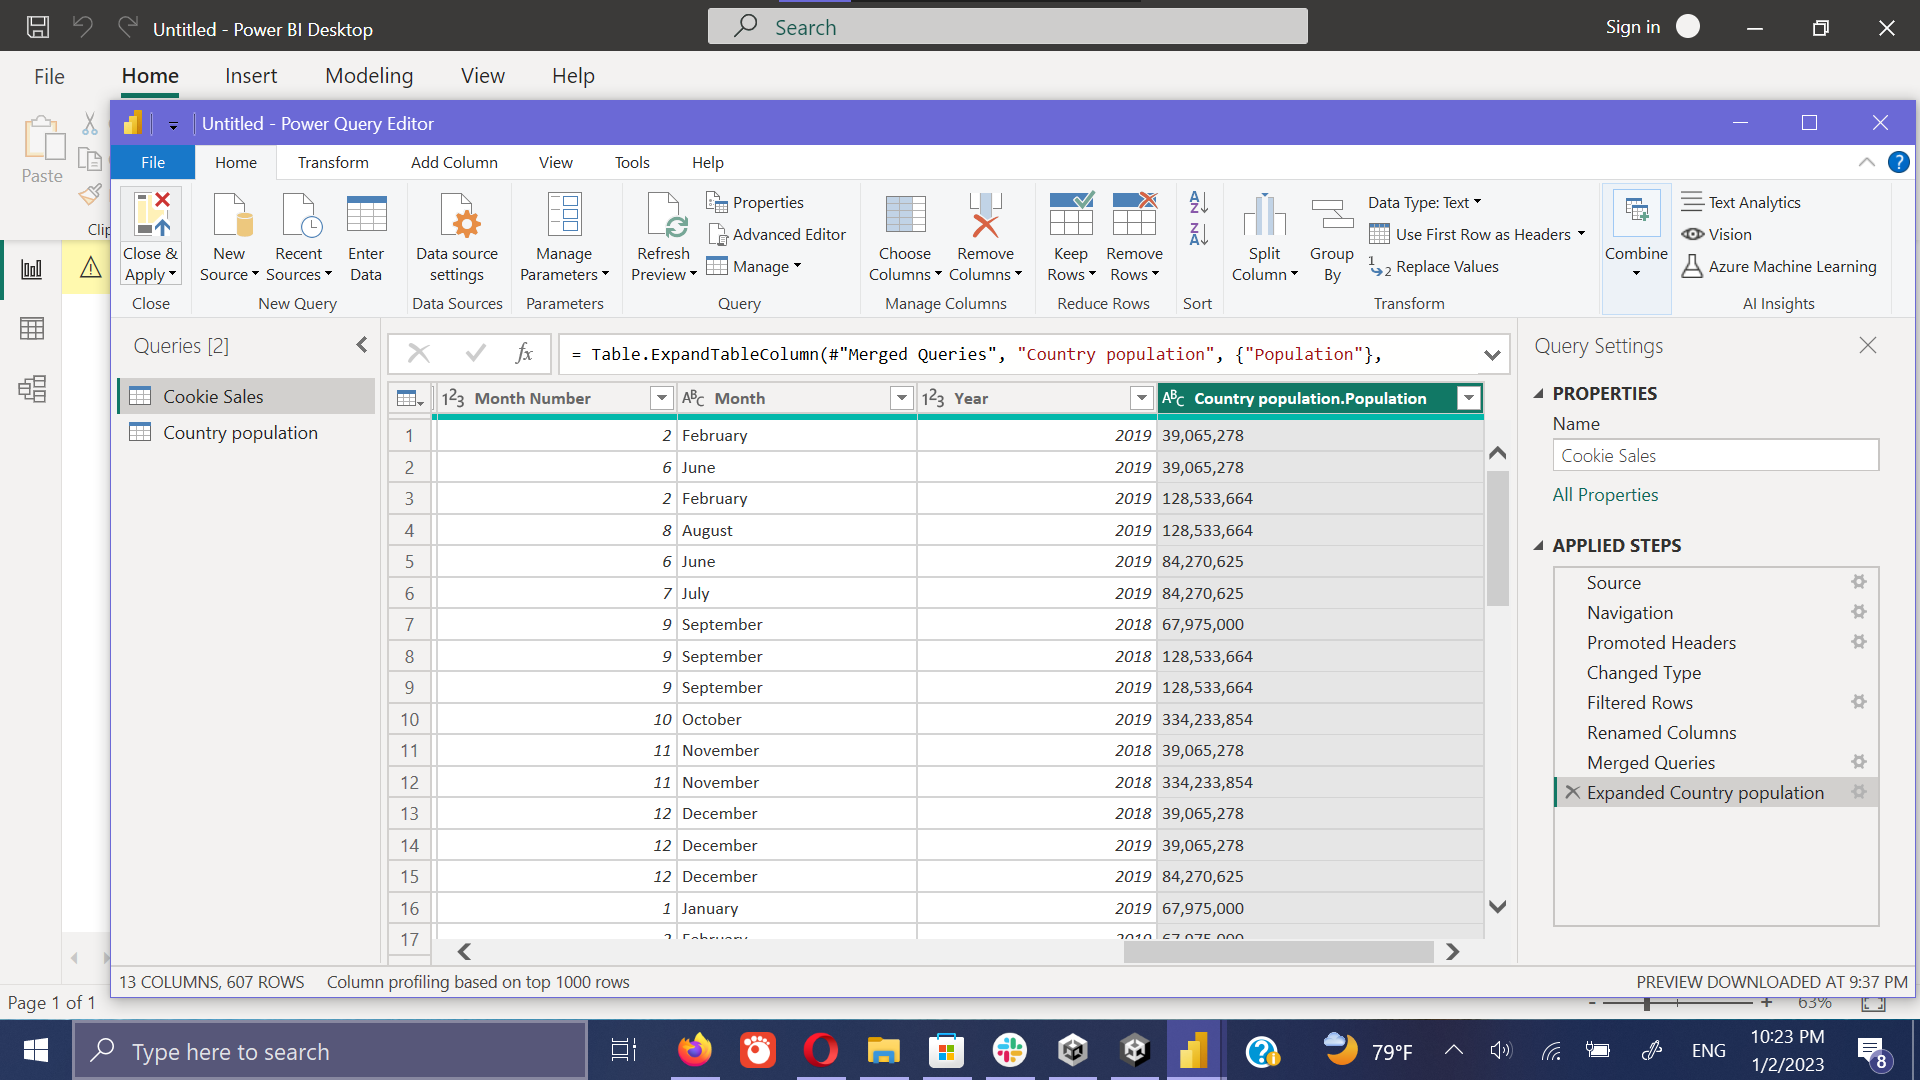 Untitled - Power BI Desktop
Search
Sign in
File Home Insert Modeling View Help
Paste
Untitled - Power Query Editor
File Home Transform Add Column View Tools Help
Close & Apply
New Source
Recent Sources
Enter Data
Data source settings
Manage Parameters
Refresh Preview
Properties
Advanced Editor
Manage
Choose Columns
Remove Columns
Keep Rows
Remove Rows
Split Column
Group By
Data Type: Text
Use First Row as Headers
Replace Values
Combine
Text Analytics
Vision
Azure Machine Learning
Close
New Query
Data Sources
Parameters
Query
Manage Columns
Reduce Rows
Sort
Transform
AI Insights
Queries [2]
Cookie Sales
Country population
fx
= Table.ExpandTableColumn(#"Merged Queries", "Country population", {"Population"},
Month Number Month Year Country population.Population
1 2 February 2019 39,065,278
2 6 June 2019 39,065,278
3 2 February 2019 128,533,664
4 8 August 2019 128,533,664
5 6 June 2019 84,270,625
6 7 July 2019 84,270,625
7 9 September 2018 67,975,000
8 9 September 2018 128,533,664
9 9 September 2019 128,533,664
10 10 October 2019 334,233,854
11 11 November 2018 39,065,278
12 11 November 2018 334,233,854
13 12 December 2018 39,065,278
14 12 December 2019 39,065,278
15 12 December 2019 84,270,625
16 1 January 2019 67,975,000
17 2 February 2019 67,975,000
Query Settings
PROPERTIES
Name
Cookie Sales
All Properties
APPLIED STEPS
Source
Navigation
Promoted Headers
Changed Type
Filtered Rows
Renamed Columns
Merged Queries
Expanded Country population
13 COLUMNS, 607 ROWS Column profiling based on top 1000 rows
PREVIEW DOWNLOADED AT 9:37 PM
Page 1 of 1
63%
Type here to search
79°F
ENG
10:23 PM
1/2/2023
8